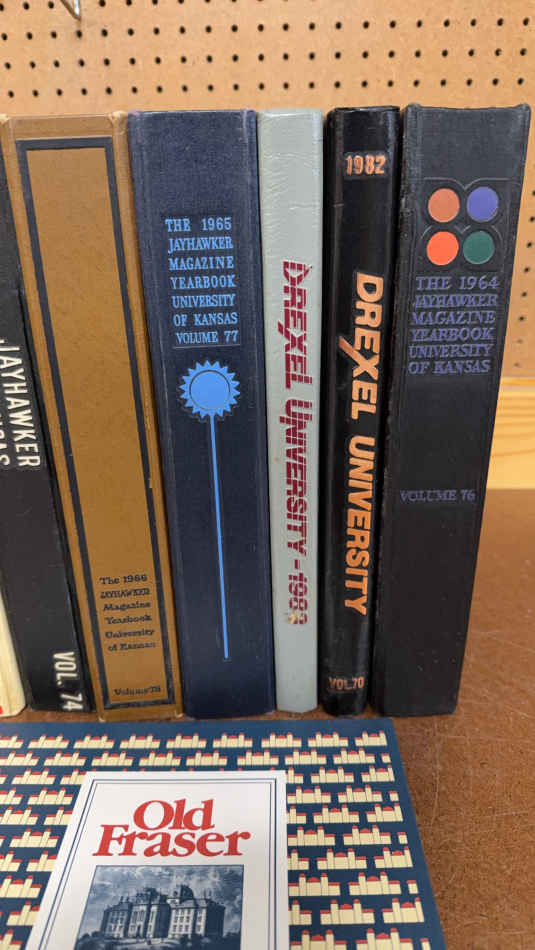 JAYHAWKER
VOL. 74
The 1966
JAYHAWKER
Magazine
Yearbook
University
of Kansas
Volume 78
THE 1965
JAYHAWKER
MAGAZINE
YEARBOOK
UNIVERSITY
OF KANSAS
VOLUME 77
DREXEL UNIVERSITY - 1983
1982
DREXEL UNIVERSITY
VOL.70
THE 1964
JAYHAWKER
MAGAZINE
YEARBOOK
UNIVERSITY
OF KANSAS
VOLUME 76
Old
Fraser